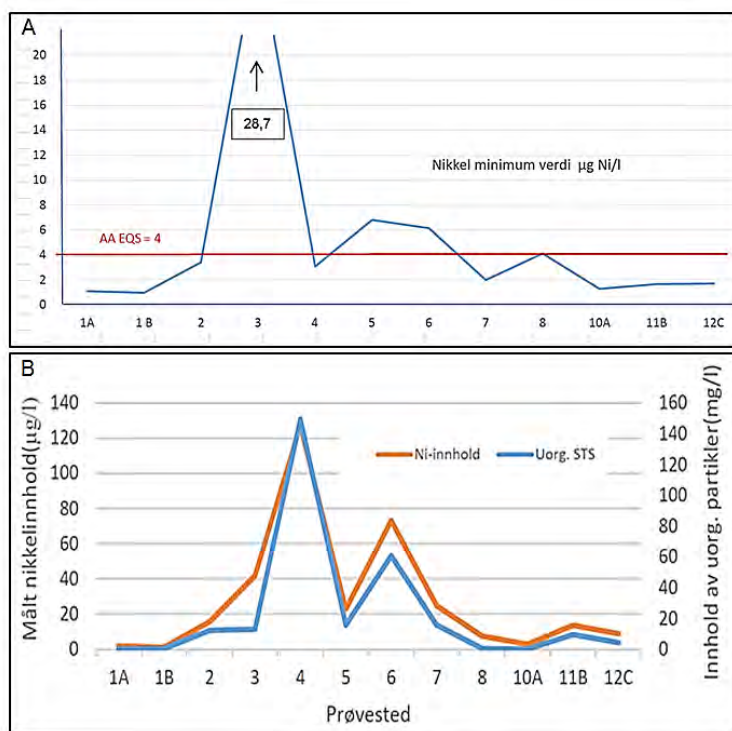 A
20
18
16
14
12
10
8
6
4
2
0
28,7
Nikkel minimum verdi µg Ni/l
AA EQS = 4
1A 1 B 2 3 4 5 6 7 8 10A 11B 12C
B
Målt nikkelinnhold(µg/l)
140
120
100
80
60
40
20
0
Ni-innhold Uorg. STS
160
140
120
100
80
60
40
20
0
Innhold av uorg. partikler(mg/l)
1A 1B 2 3 4 5 6 7 8 10A 11B 12C
Prøvested